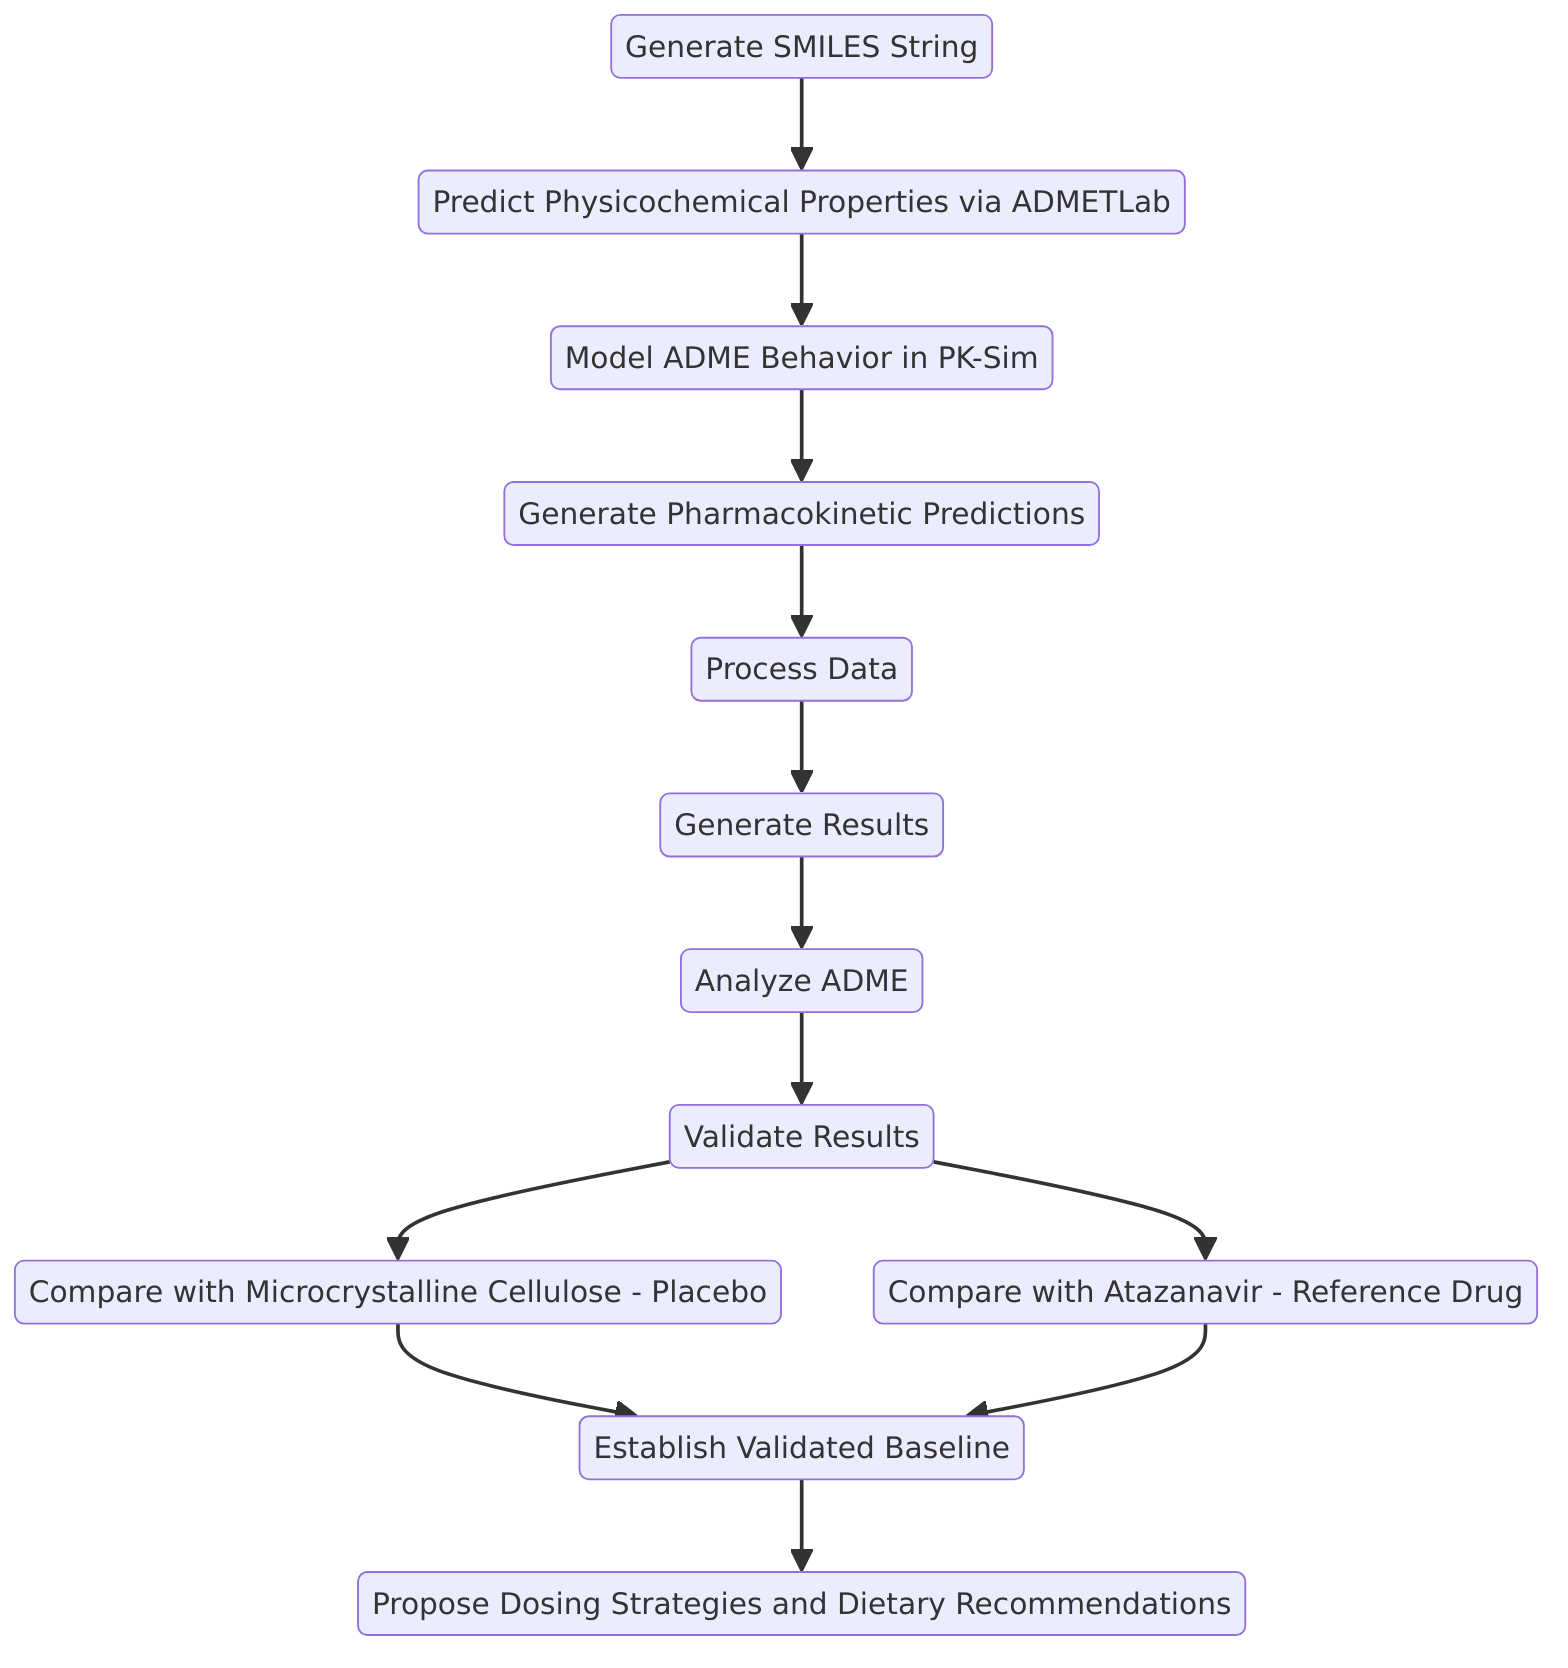 Generate SMILES String
Predict Physicochemical Properties via ADMETLab
Model ADME Behavior in PK-Sim
Generate Pharmacokinetic Predictions
Process Data
Generate Results
Analyze ADME
Validate Results
Compare with Microcrystalline Cellulose - Placebo
Compare with Atazanavir - Reference Drug
Establish Validated Baseline
Propose Dosing Strategies and Dietary Recommendations